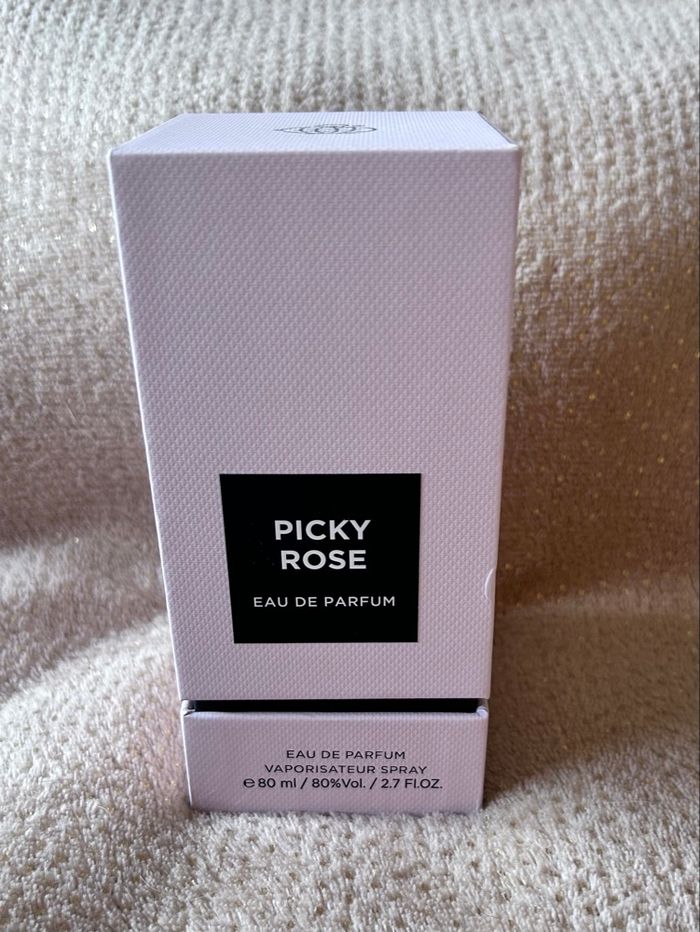 PICKY
ROSE
EAU DE PARFUM
EAU DE PARFUM
VAPORISATEUR SPRAY
℮ 80 ml / 80%Vol. / 2.7 Fl.OZ.